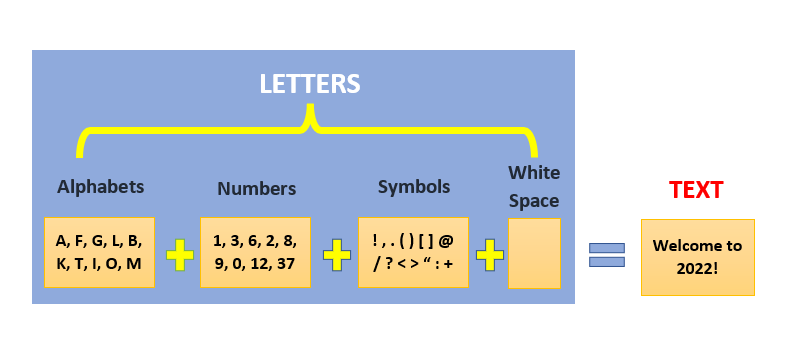 LETTERS
Alphabets
Numbers
Symbols
White
Space
TEXT
A, F, G, L, B,
K, T, I, O, M
1, 3, 6, 2, 8,
9, 0, 12, 37
! , . ( ) [ ] @
/ ? < > “ : +
Welcome to
2022!